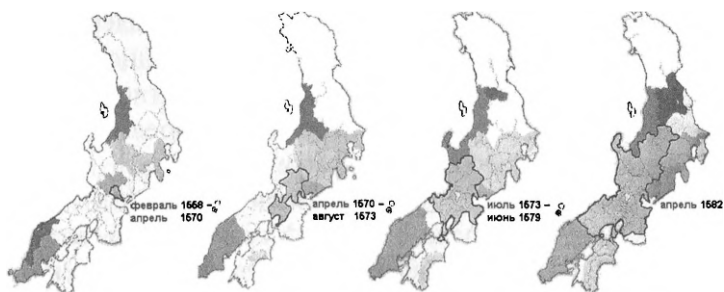 февраль 1568 –
апрель 1570
апрель 1570 –
август 1573
июль 1573 –
июнь 1579
апрель 1582